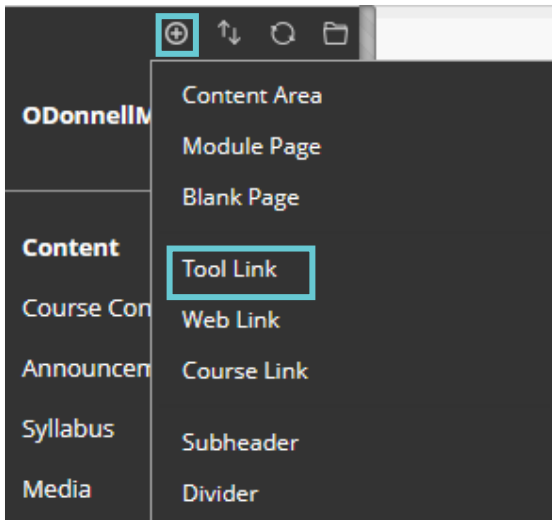 Content Area
ODonnellM
Module Page
Blank Page
Content
Tool Link
Course Con
Web Link
Announcem
Course Link
Syllabus
Subheader
Media
Divider